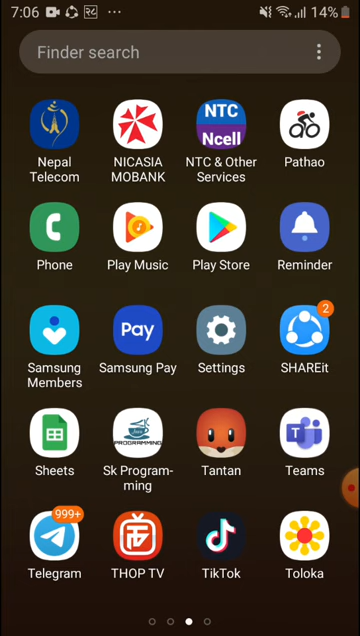 7:06
14%
Finder search
NTC
Ncell
Nepal Telecom
NICASIA MOBANK
NTC & Other Services
Pathao
Phone
Play Music
Play Store
Reminder
Pay
2
Samsung Members
Samsung Pay
Settings
SHAREit
PROGRAMMING
Sheets
Sk Program-
ming
Tantan
Teams
999+
Telegram
THOP TV
TikTok
Toloka